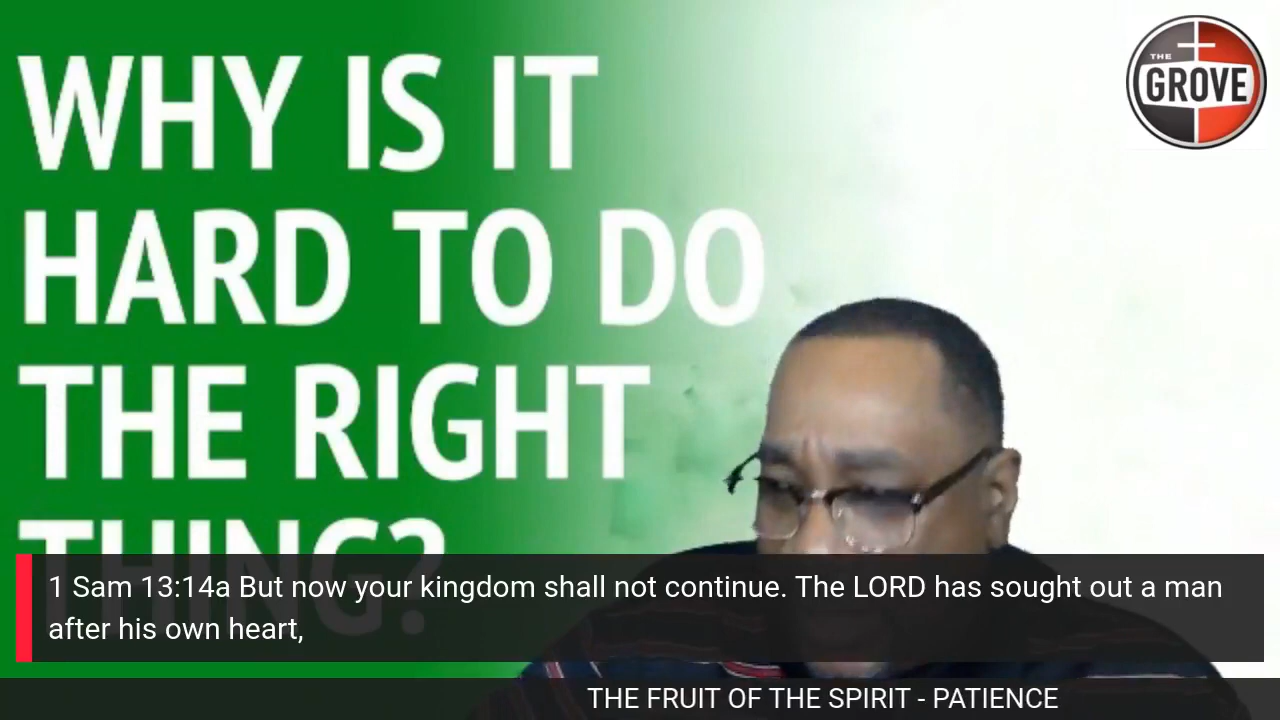 WHY IS IT
HARD TO DO
THE RIGHT
THING?
THE
GROVE
1 Sam 13:14a But now your kingdom shall not continue. The LORD has sought out a man
after his own heart,
THE FRUIT OF THE SPIRIT - PATIENCE